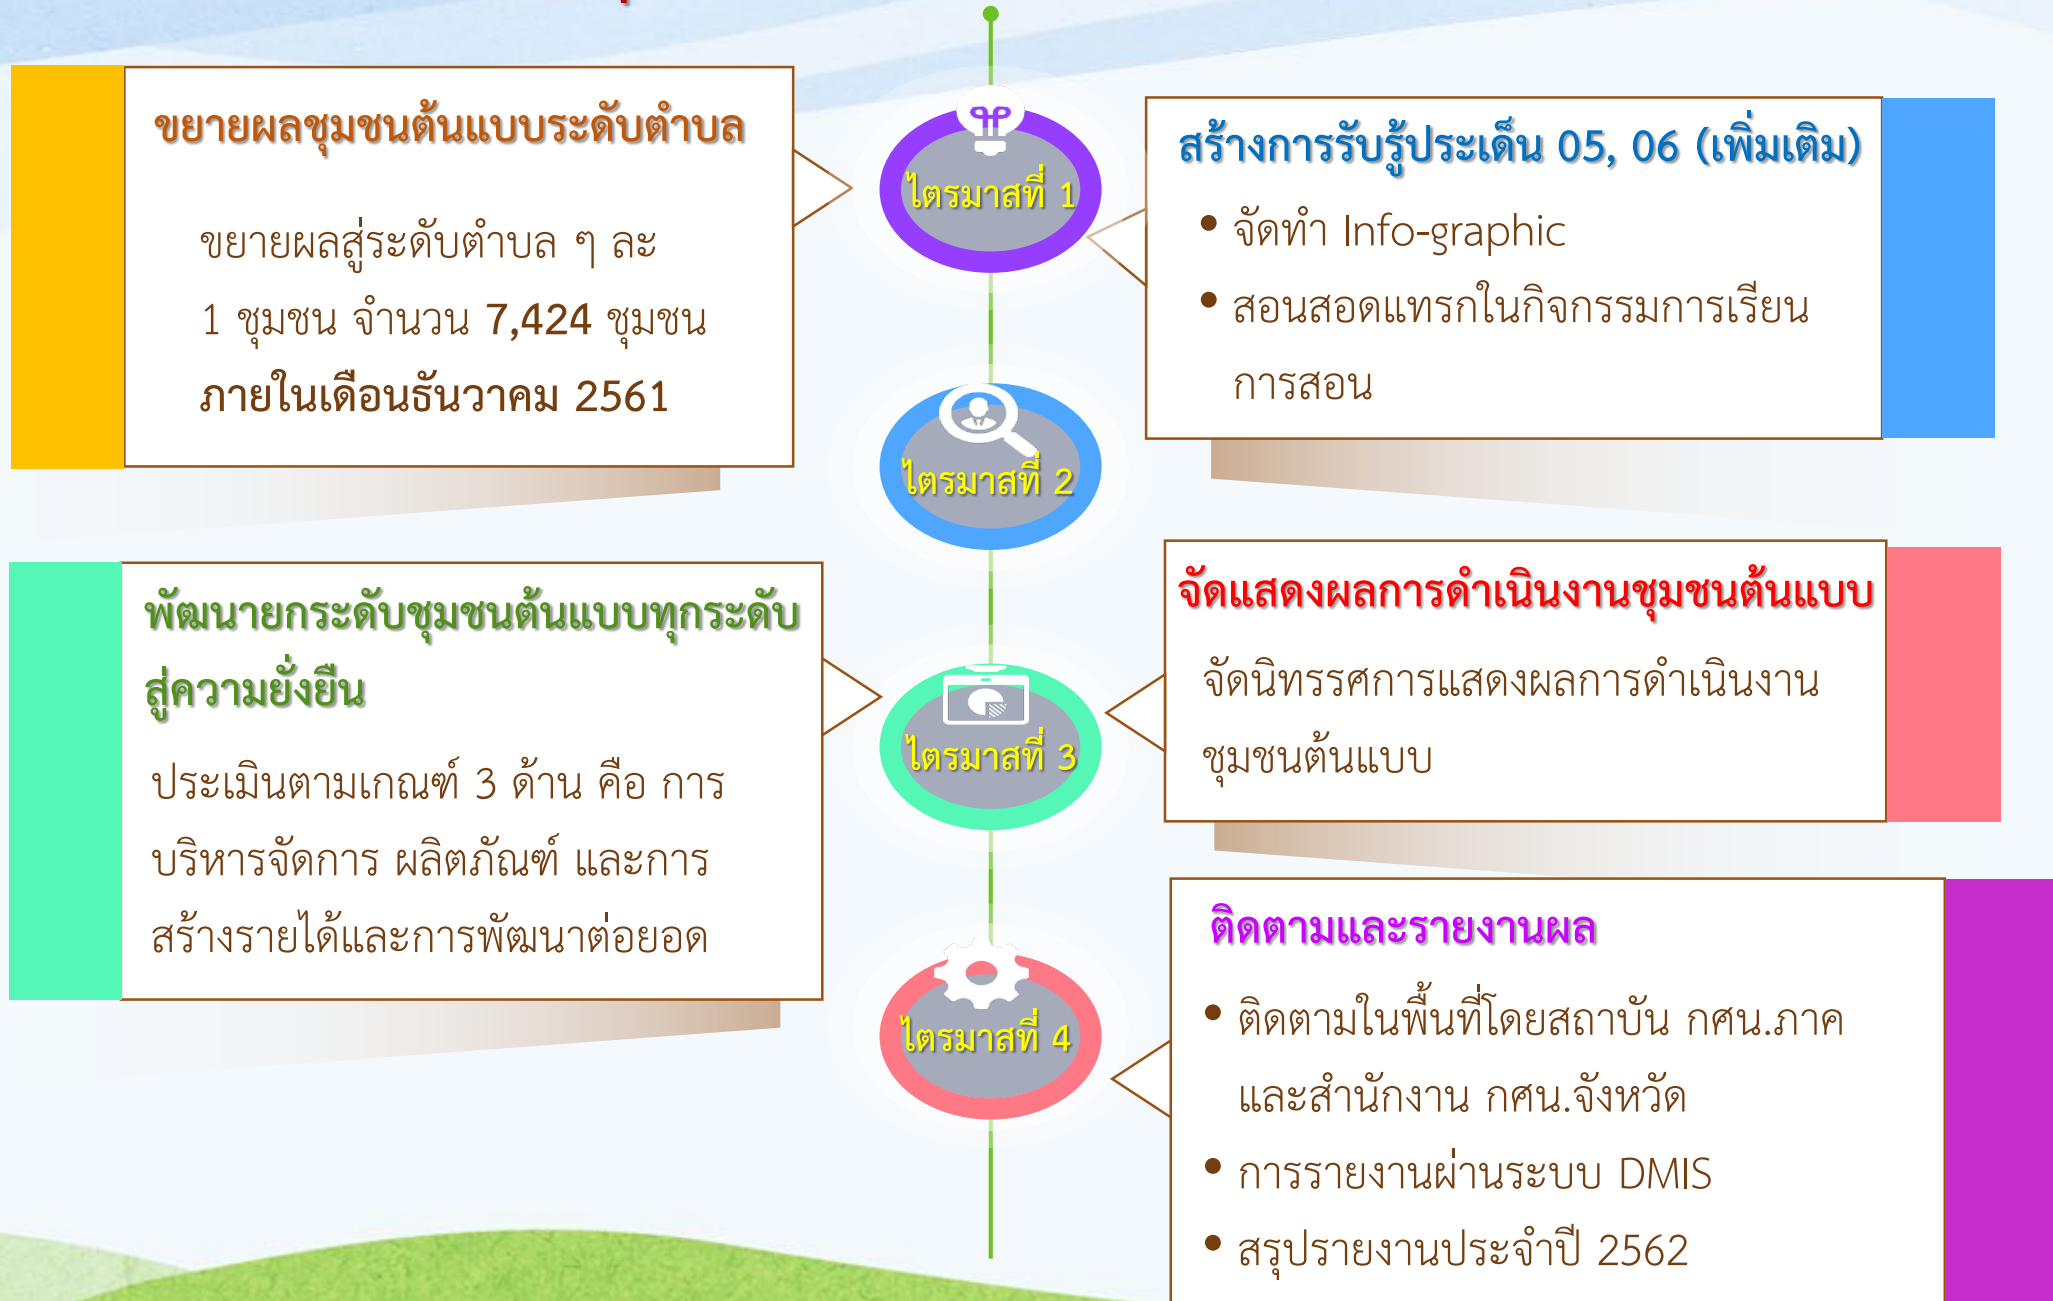 ขยายผลชุมชนต้นแบบระดับตำบล
ขยายผลสู่ระดับตำบล ๆ ละ
1 ชุมชน จำนวน 7,424 ชุมชน
ภายในเดือนธันวาคม 2561
ไตรมาสที่ 1
สร้างการรับรู้ประเด็น 05, 06 (เพิ่มเติม)
• จัดทำ Info-graphic
• สอนสอดแทรกในกิจกรรมการเรียน
การสอน
ไตรมาสที่ 2
พัฒนายกระดับชุมชนต้นแบบทุกระดับ
สู่ความยั่งยืน
ประเมินตามเกณฑ์ 3 ด้าน คือ การ
บริหารจัดการ ผลิตภัณฑ์ และการ
สร้างรายได้และการพัฒนาต่อยอด
ไตรมาสที่ 3
จัดแสดงผลการดำเนินงานชุมชนต้นแบบ
จัดนิทรรศการแสดงผลการดำเนินงาน
ชุมชนต้นแบบ
ไตรมาสที่ 4
ติดตามและรายงานผล
• ติดตามในพื้นที่โดยสถาบัน กศน.ภาค
และสำนักงาน กศน.จังหวัด
• การรายงานผ่านระบบ DMIS
• สรุปรายงานประจำปี 2562